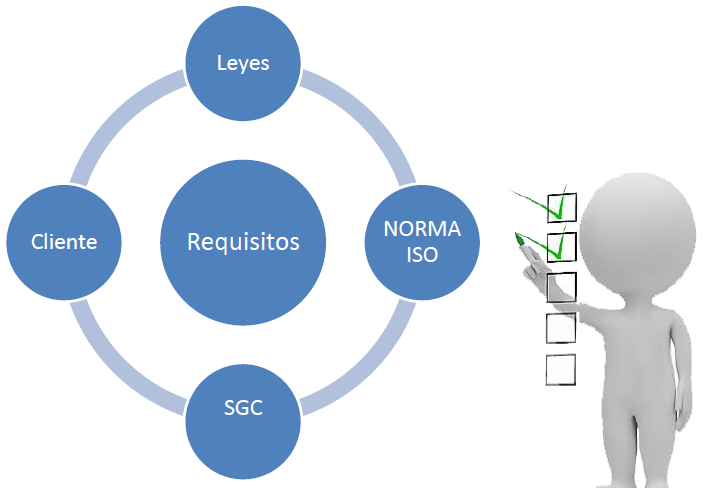 Leyes
Cliente
Requisitos
NORMA
ISO
SGC